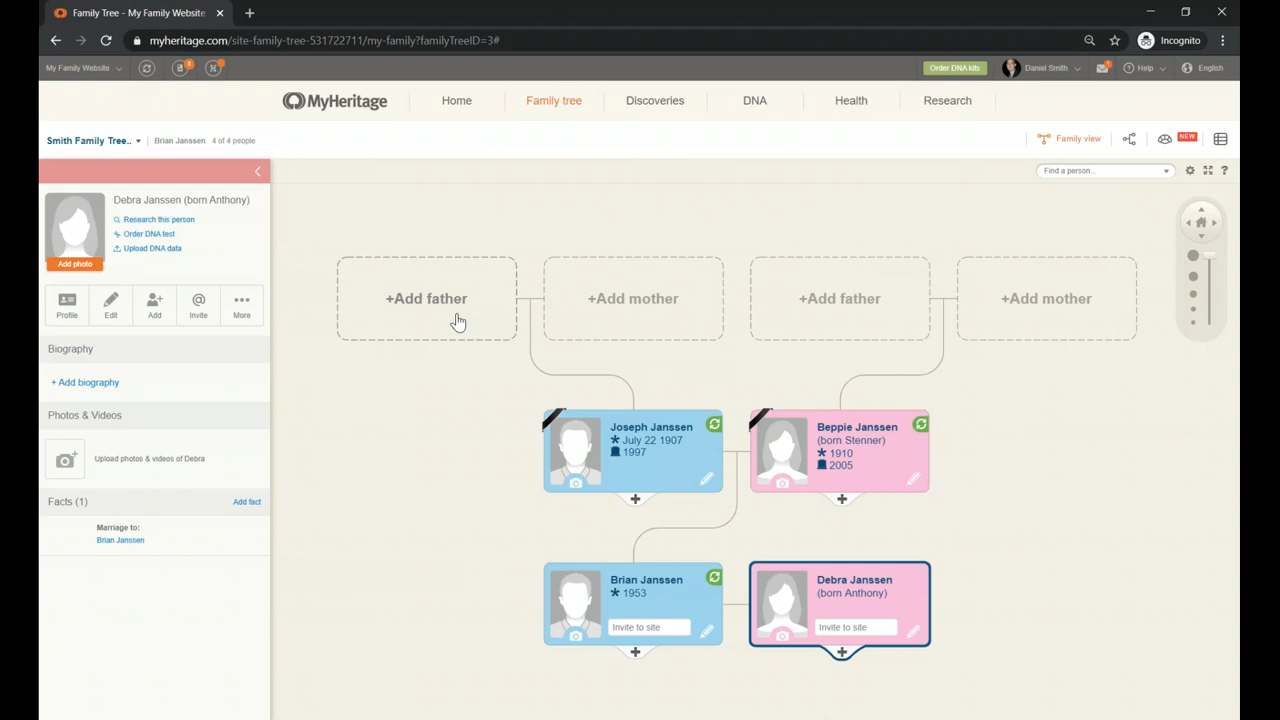 Family Tree - My Family Website
myheritage.com/site-family-tree-531722711/my-family?familyTreeID=3#
Incognito
My Family Website
8
Order DNA kits
Daniel Smith
Help
English
MyHeritage
Home
Family tree
Discoveries
DNA
Health
Research
Smith Family Tree..
Brian Janssen
4 of 4 people
Family view
NEW
Debra Janssen (born Anthony)
Research this person
Order DNA test
Upload DNA data
Add photo
Profile
Edit
Add
Invite
More
Biography
+ Add biography
Photos & Videos
Upload photos & videos of Debra
Facts (1)
Add fact
Marriage to:
Brian Janssen
Find a person...
?
+Add father
+Add mother
+Add father
+Add mother
Joseph Janssen
July 22 1907
1997
Beppie Janssen
(born Stenner)
1910
2005
Brian Janssen
1953
Invite to site
Debra Janssen
(born Anthony)
Invite to site